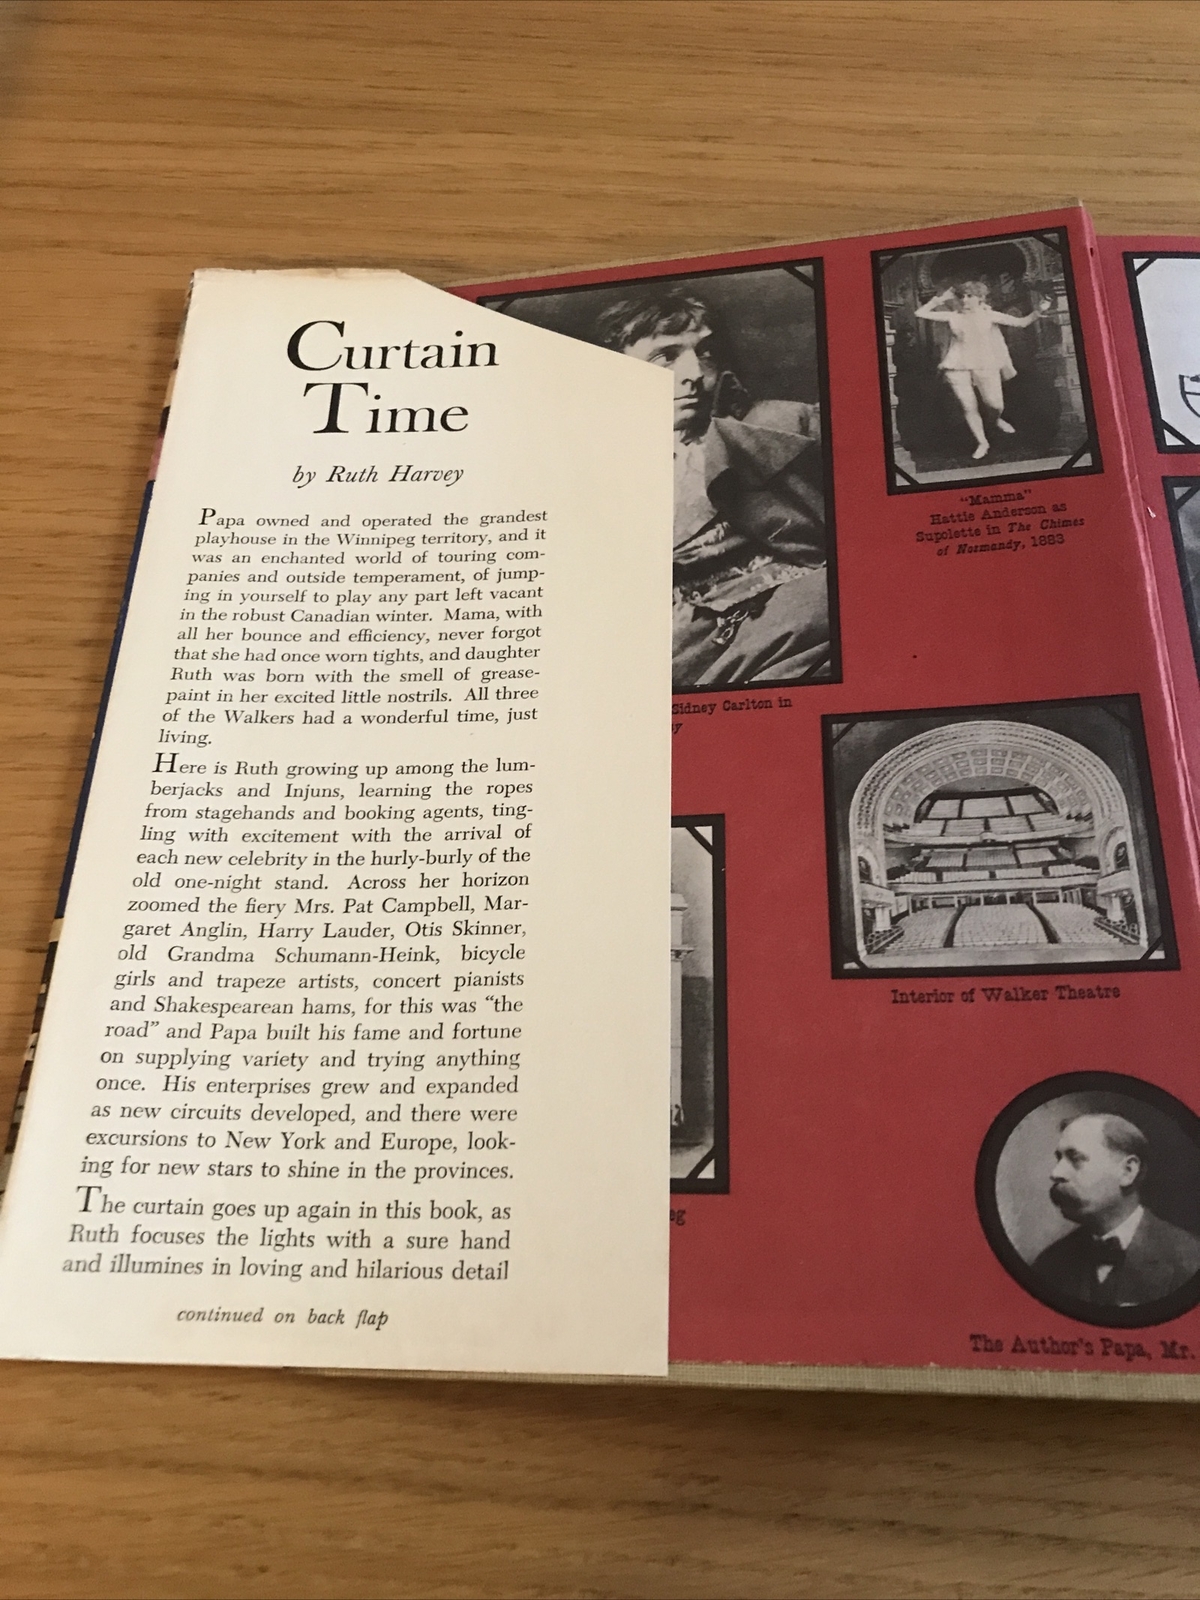 Curtain
Time
by Ruth Harvey
Papa owned and operated the grandest
playhouse in the Winnipeg territory, and it
was an enchanted world of touring com-
panies and outside temperament, of jump-
ing in yourself to play any part left vacant
in the robust Canadian winter. Mama, with
all her bounce and efficiency, never forgot
that she had once worn tights, and daughter
Ruth was born with the smell of grease-
paint in her excited little nostrils. All three
of the Walkers had a wonderful time, just
living.
Here is Ruth growing up among the lum-
berjacks and Injuns, learning the ropes
from stagehands and booking agents, ting-
ling with excitement with the arrival of
each new celebrity in the hurly-burly of the
old one-night stand. Across her horizon
zoomed the fiery Mrs. Pat Campbell, Mar-
garet Anglin, Harry Lauder, Otis Skinner,
old Grandma Schumann-Heink, bicycle
girls and trapeze artists, concert pianists
and Shakespearean hams, for this was "the
road" and Papa built his fame and fortune
on supplying variety and trying anything
once. His enterprises grew and expanded
as new circuits developed, and there were
excursions to New York and Europe, look-
ing for new stars to shine in the provinces.
The curtain goes up again in this book, as
Ruth focuses the lights with a sure hand
and illumines in loving and hilarious detail
continued on back flap
"Mamma"
Hattie Anderson as
Supolette in The Chimes
of Normandy, 1883
Sidney Carlton in
Interior of Walker Theatre
The Author's Papa, Mr.